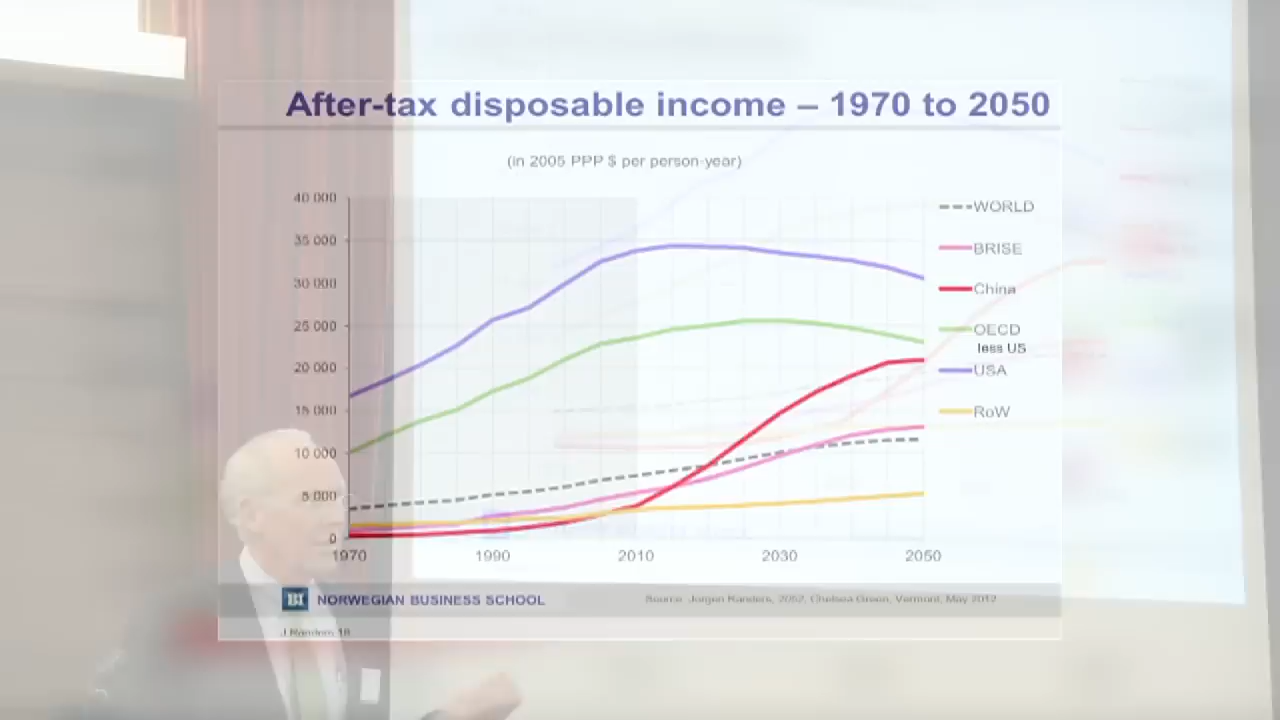 After-tax disposable income – 1970 to 2050
(in 2005 PPP $ per person-year)
40 000
35 000
30 000
25 000
20 000
15 000
10 000
5 000
0
1970 1990 2010 2030 2050
WORLD
BRISE
China
OECD
less US
USA
RoW
BI NORWEGIAN BUSINESS SCHOOL
Source: Jorgen Randers, 2052, Chelsea Green, Vermont, May 2012